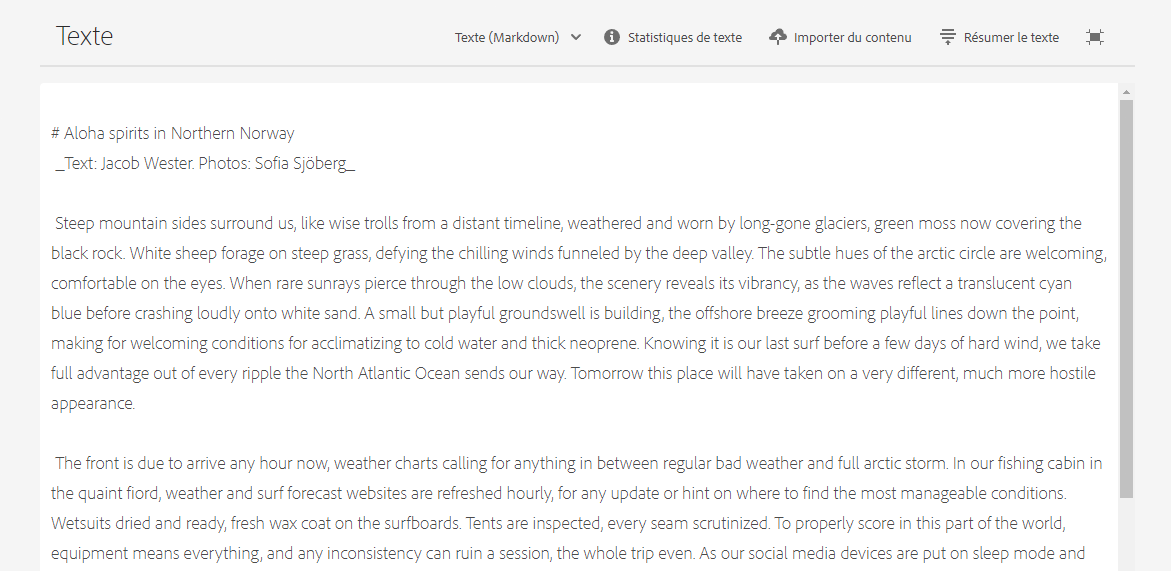 Texte
Texte (Markdown) Statistiques de texte Importer du contenu Résumer le texte
# Aloha spirits in Northern Norway
_Text: Jacob Wester. Photos: Sofia Sjöberg_
Steep mountain sides surround us, like wise trolls from a distant timeline, weathered and worn by long-gone glaciers, green moss now covering the
black rock. White sheep forage on steep grass, defying the chilling winds funneled by the deep valley. The subtle hues of the arctic circle are welcoming,
comfortable on the eyes. When rare sunrays pierce through the low clouds, the scenery reveals its vibrancy, as the waves reflect a translucent cyan
blue before crashing loudly onto white sand. A small but playful groundswell is building, the offshore breeze grooming playful lines down the point,
making for welcoming conditions for acclimatizing to cold water and thick neoprene. Knowing it is our last surf before a few days of hard wind, we take
full advantage out of every ripple the North Atlantic Ocean sends our way. Tomorrow this place will have taken on a very different, much more hostile
appearance.
The front is due to arrive any hour now, weather charts calling for anything in between regular bad weather and full arctic storm. In our fishing cabin in
the quaint fiord, weather and surf forecast websites are refreshed hourly, for any update or hint on where to find the most manageable conditions.
Wetsuits dried and ready, fresh wax coat on the surfboards. Tents are inspected, every seam scrutinized. To properly score in this part of the world,
equipment means everything, and any inconsistency can ruin a session, the whole trip even. As our social media devices are put on sleep mode and